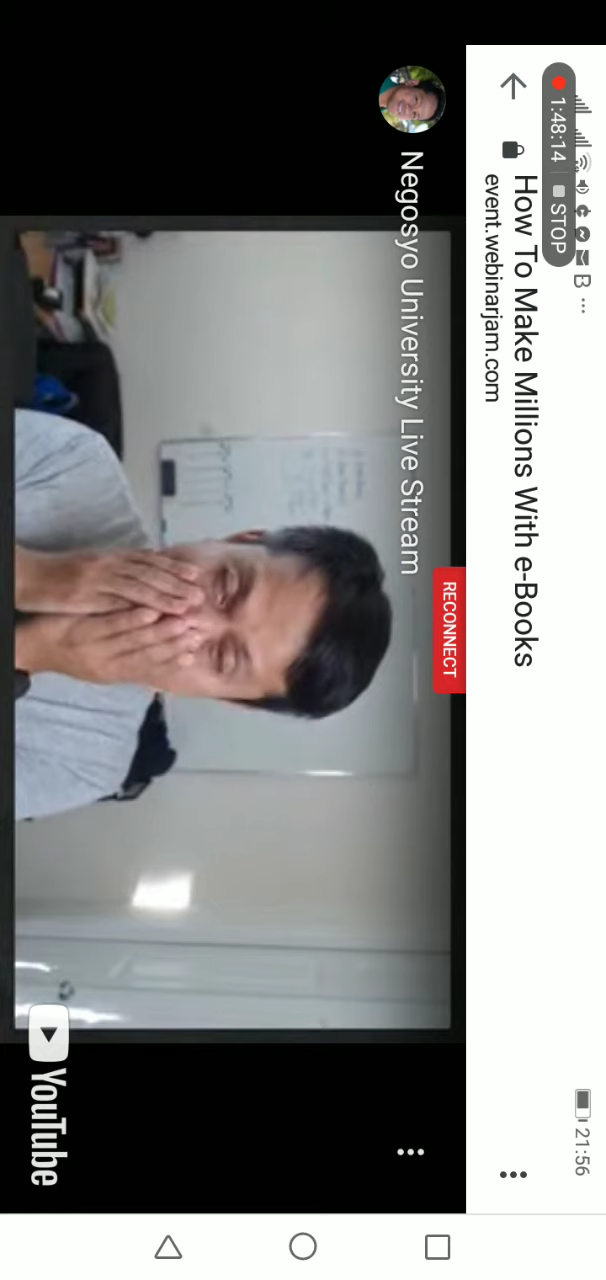 1:48:14 STOP
B ...
21:56
How To Make Millions With e-Books
event.webinarjam.com
RECONNECT
Negosyo University Live Stream
YouTube